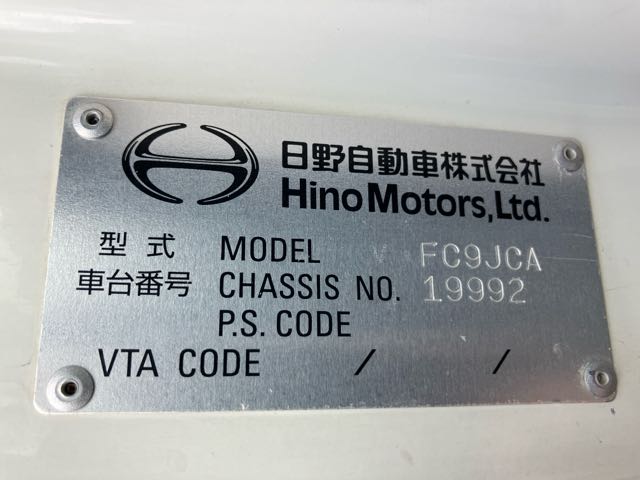 日野自動車株式会社
Hino Motors, Ltd.
型式 MODEL V FC9JCA
車台番号 CHASSIS NO. 19992
P.S. CODE
VTA CODE / /